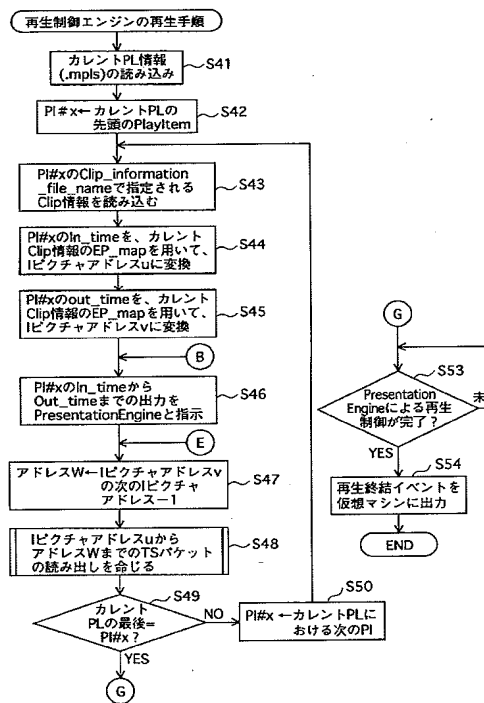 再生制御エンジンの再生手順
カレントPL情報
(.mpls)の読み込み
S41
PI#x←カレントPLの
先頭のPlayItem
S42
PI#xのClip_information
_file_nameで指定される
Clip情報を読み込む
S43
PI#xのIn_timeを、カレント
Clip情報のEP_mapを用いて、
Iピクチャアドレスuに変換
S44
PI#xのout_timeを、カレント
Clip情報のEP_mapを用いて、
Iピクチャアドレスvに変換
S45
B
PI#xのIn_timeから
Out_timeまでの出力を
PresentationEngineと指示
S46
E
アドレスW←Iピクチャアドレスv
の次のIピクチャ
アドレス−1
S47
Iピクチャアドレスuから
アドレスWまでのTSパケット
の読み出しを命じる
S48
カレント
PLの最後=
PI#x?
S49
NO
YES
G
PI#x←カレントPLに
おける次のPI
S50
G
Presentation
Engineによる再生
制御が完了?
S53
未
YES
再生終結イベントを
仮想マシンに出力
S54
END